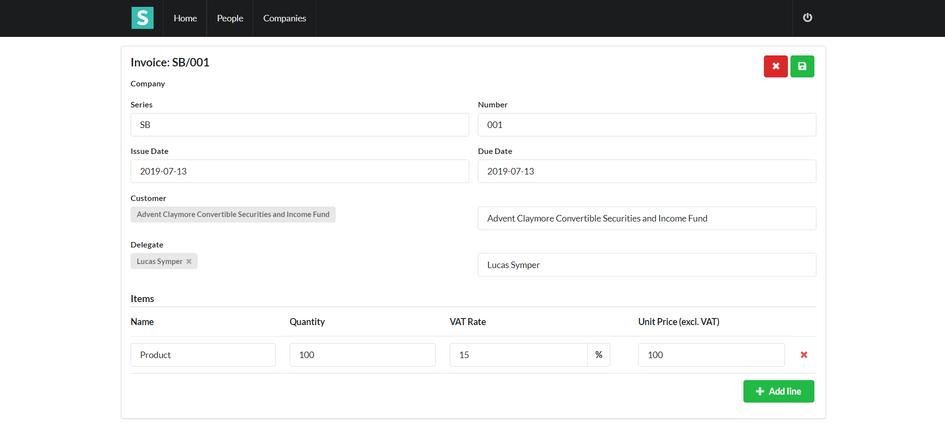 S Home People Companies
Invoice: SB/001
Company
Series Number
SB 001
Issue Date Due Date
2019-07-13 2019-07-13
Customer
Advent Claymore Convertible Securities and Income Fund Advent Claymore Convertible Securities and Income Fund
Delegate
Lucas Symper Lucas Symper
Items
Name Quantity VAT Rate Unit Price (excl. VAT)
Product 100 15 % 100
Add line